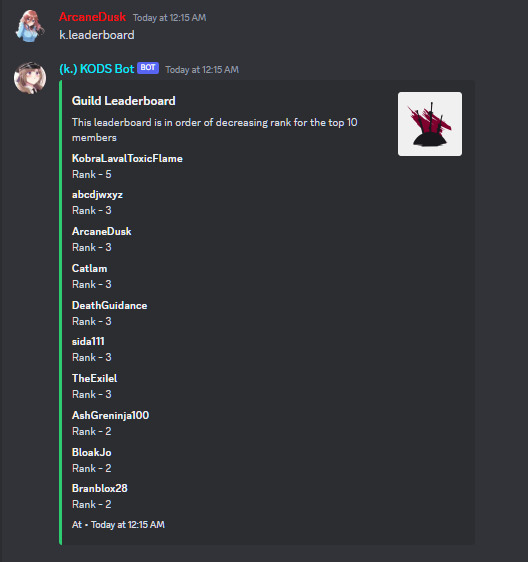 ArcaneDusk Today at 12:15 AM
k.leaderboard
(k.) KODS Bot BOT Today at 12:15 AM
Guild Leaderboard
This leaderboard is in order of decreasing rank for the top 10
members
KobraLavalToxicFlame
Rank - 5
abcdjwxyz
Rank - 3
ArcaneDusk
Rank - 3
Catlam
Rank - 3
DeathGuidance
Rank - 3
sida111
Rank - 3
TheExilel
Rank - 3
AshGreninja100
Rank - 2
BloakJo
Rank - 2
Branblox28
Rank - 2
At • Today at 12:15 AM